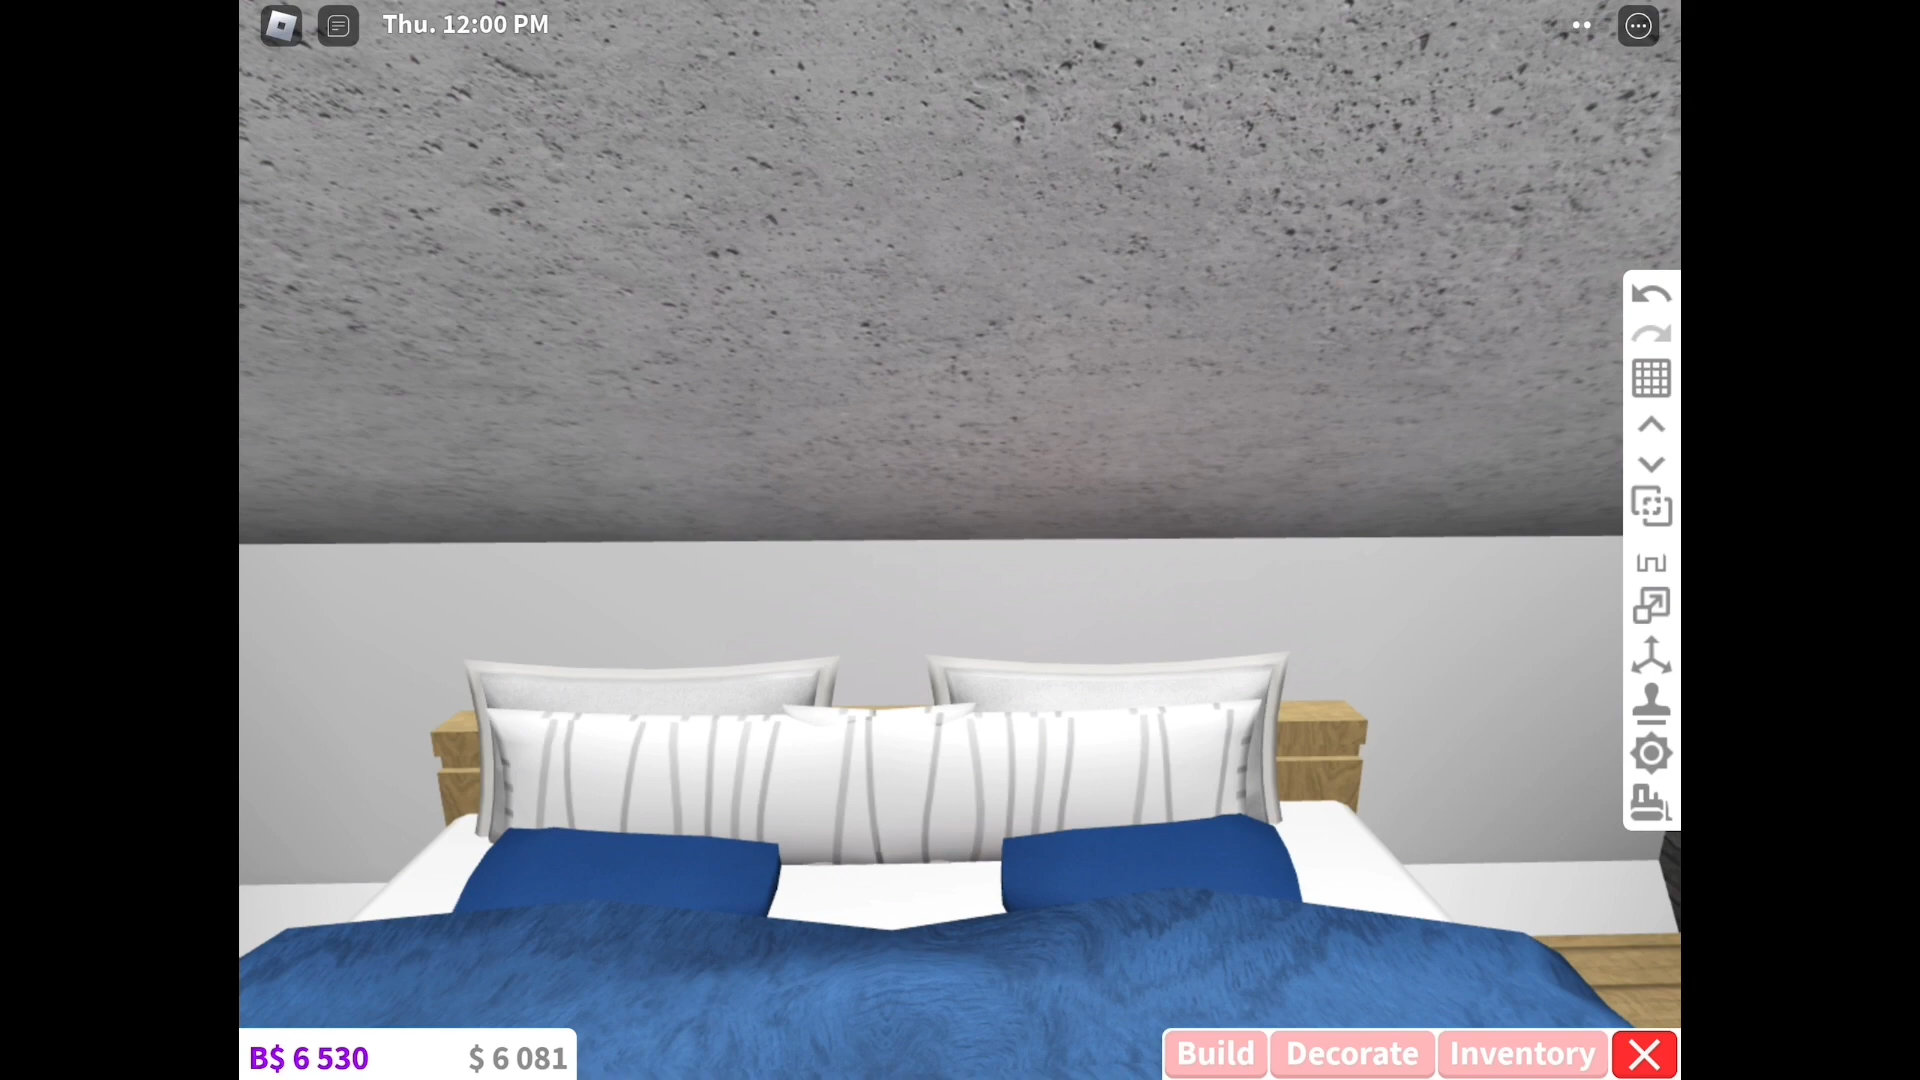 Thu. 12:00 PM
B$ 6 530
$ 6 081
Build
Decorate
Inventory